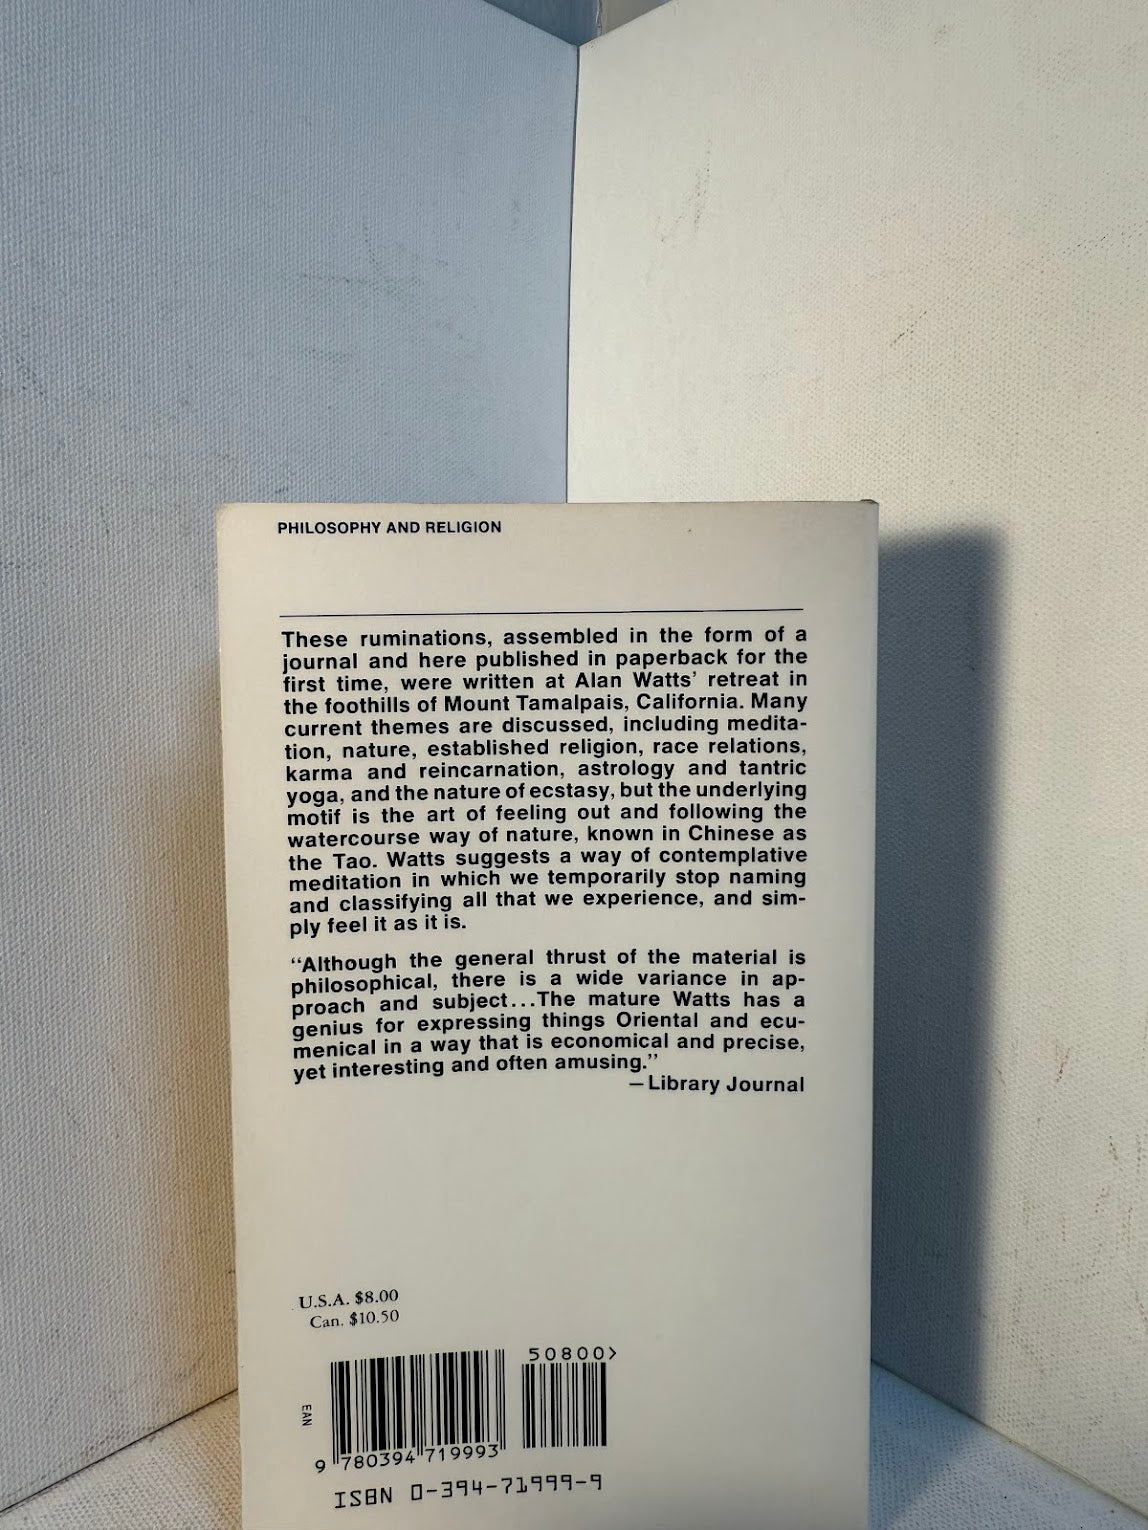 PHILOSOPHY AND RELIGION
These ruminations, assembled in the form of a
journal and here published in paperback for the
first time, were written at Alan Watts’ retreat in
the foothills of Mount Tamalpais, California. Many
current themes are discussed, including medita-
tion, nature, established religion, race relations,
karma and reincarnation, astrology and tantric
yoga, and the nature of ecstasy, but the underlying
motif is the art of feeling out and following the
watercourse way of nature, known in Chinese as
the Tao. Watts suggests a way of contemplative
meditation in which we temporarily stop naming
and classifying all that we experience, and sim-
ply feel it as it is.
“Although the general thrust of the material is
philosophical, there is a wide variance in ap-
proach and subject...The mature Watts has a
genius for expressing things Oriental and ecu-
menical in a way that is economical and precise,
yet interesting and often amusing.”
—Library Journal
U.S.A. $8.00
Can. $10.50
50800>
EAN
9 780394 719993
ISBN 0-394-71999-9